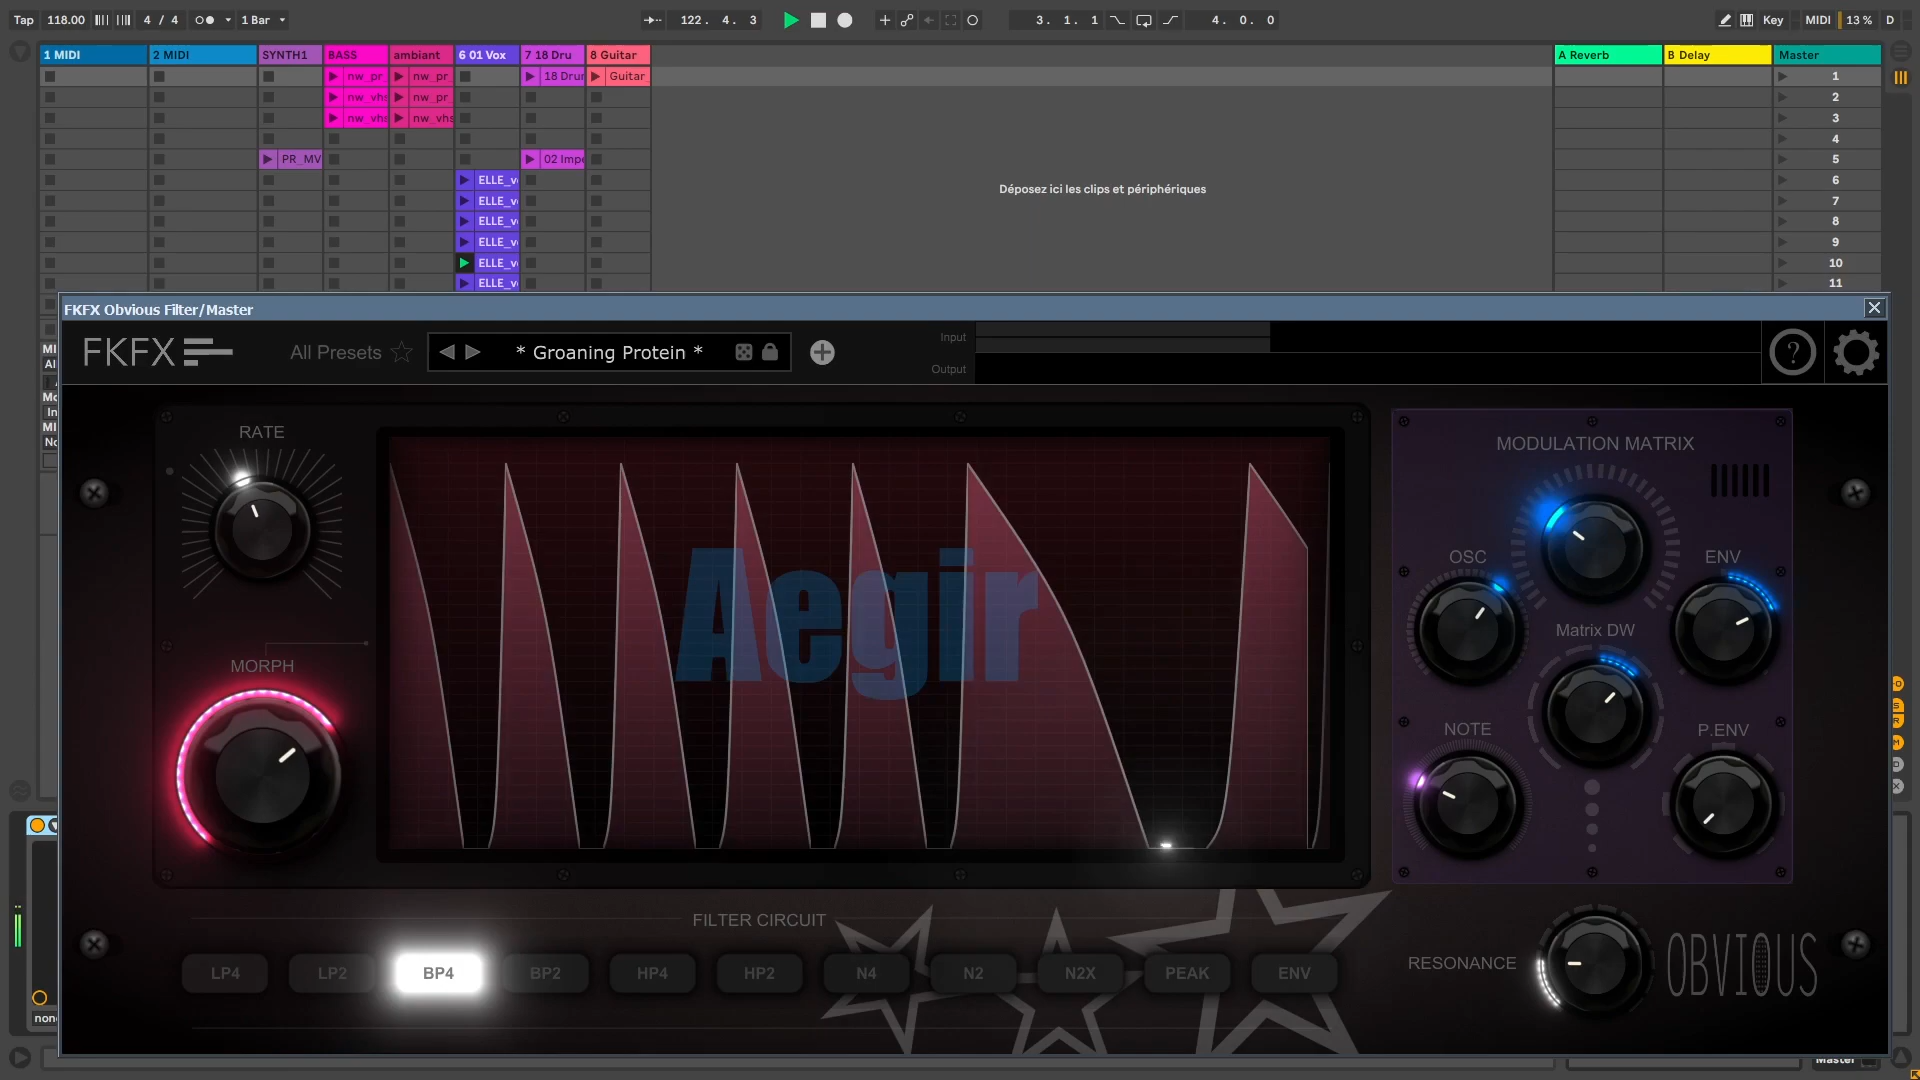 Tap 118.00 4 / 4 1 Bar 122. 4. 3 3. 1. 1 4. 0. 0 Key MIDI 13 % D
1 MIDI 2 MIDI SYNTH1 BASS ambiant 6 01 Vox 7 18 Dru 8 Guitar A Reverb B Delay Master
nw_pr nw_pr 18 Dru Guitar 1
nw_vhs nw_pr 2
nw_vhs nw_vhs 3
4
PR_MV 02 Impe 5
ELLE_v 6
ELLE_v Déposez ici les clips et périphériques 7
ELLE_v 8
ELLE_v 9
ELLE_v 10
ELLE_v 11
FKFX Obvious Filter/Master
FKFX All Presets * Groaning Protein * Input
Output
RATE
MODULATION MATRIX
OSC ENV
Matrix DW
MORPH
Aegir
NOTE P.ENV
FILTER CIRCUIT
LP4 LP2 BP4 BP2 HP4 HP2 N4 N2 N2X PEAK ENV
RESONANCE OBVIOUS
Master